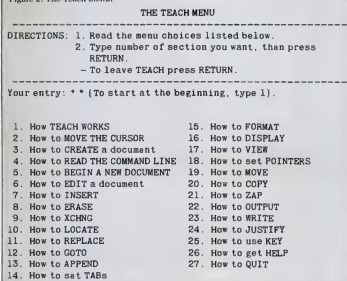 Figure 2. The Teach menu.
THE TEACH MENU
DIRECTIONS: 1. Read the menu choices listed below.
2. Type number of section you want, than press
RETURN.
- To leave TEACH press RETURN.
Your entry: * * (To start at the beginning, type 1).
1. How TEACH WORKS
2. How to MOVE THE CURSOR
3. How to CREATE a documant
4. How to READ THE COMMAND LINE
5. How to BEGIN A NEW DOCUMENT
6. How to EDIT a document
7. How to INSERT
8. How to ERASE
9. How to XCHNG
10. How to LOCATE
11. How to REPLACE
12. How to GOTO
13. How to APPEND
14. How to sat TABs
15. How to FORMAT
16. How to DISPLAY
17. How to VIEW
18. How to set POINTERS
19. How to MOVE
20. How to COPY
21. How to ZAP
22. How to OUTPUT
23. How to WRITE
24. How to JUSTIFY
25. How to use KEY
26. How to get HELP
27. How to QUIT